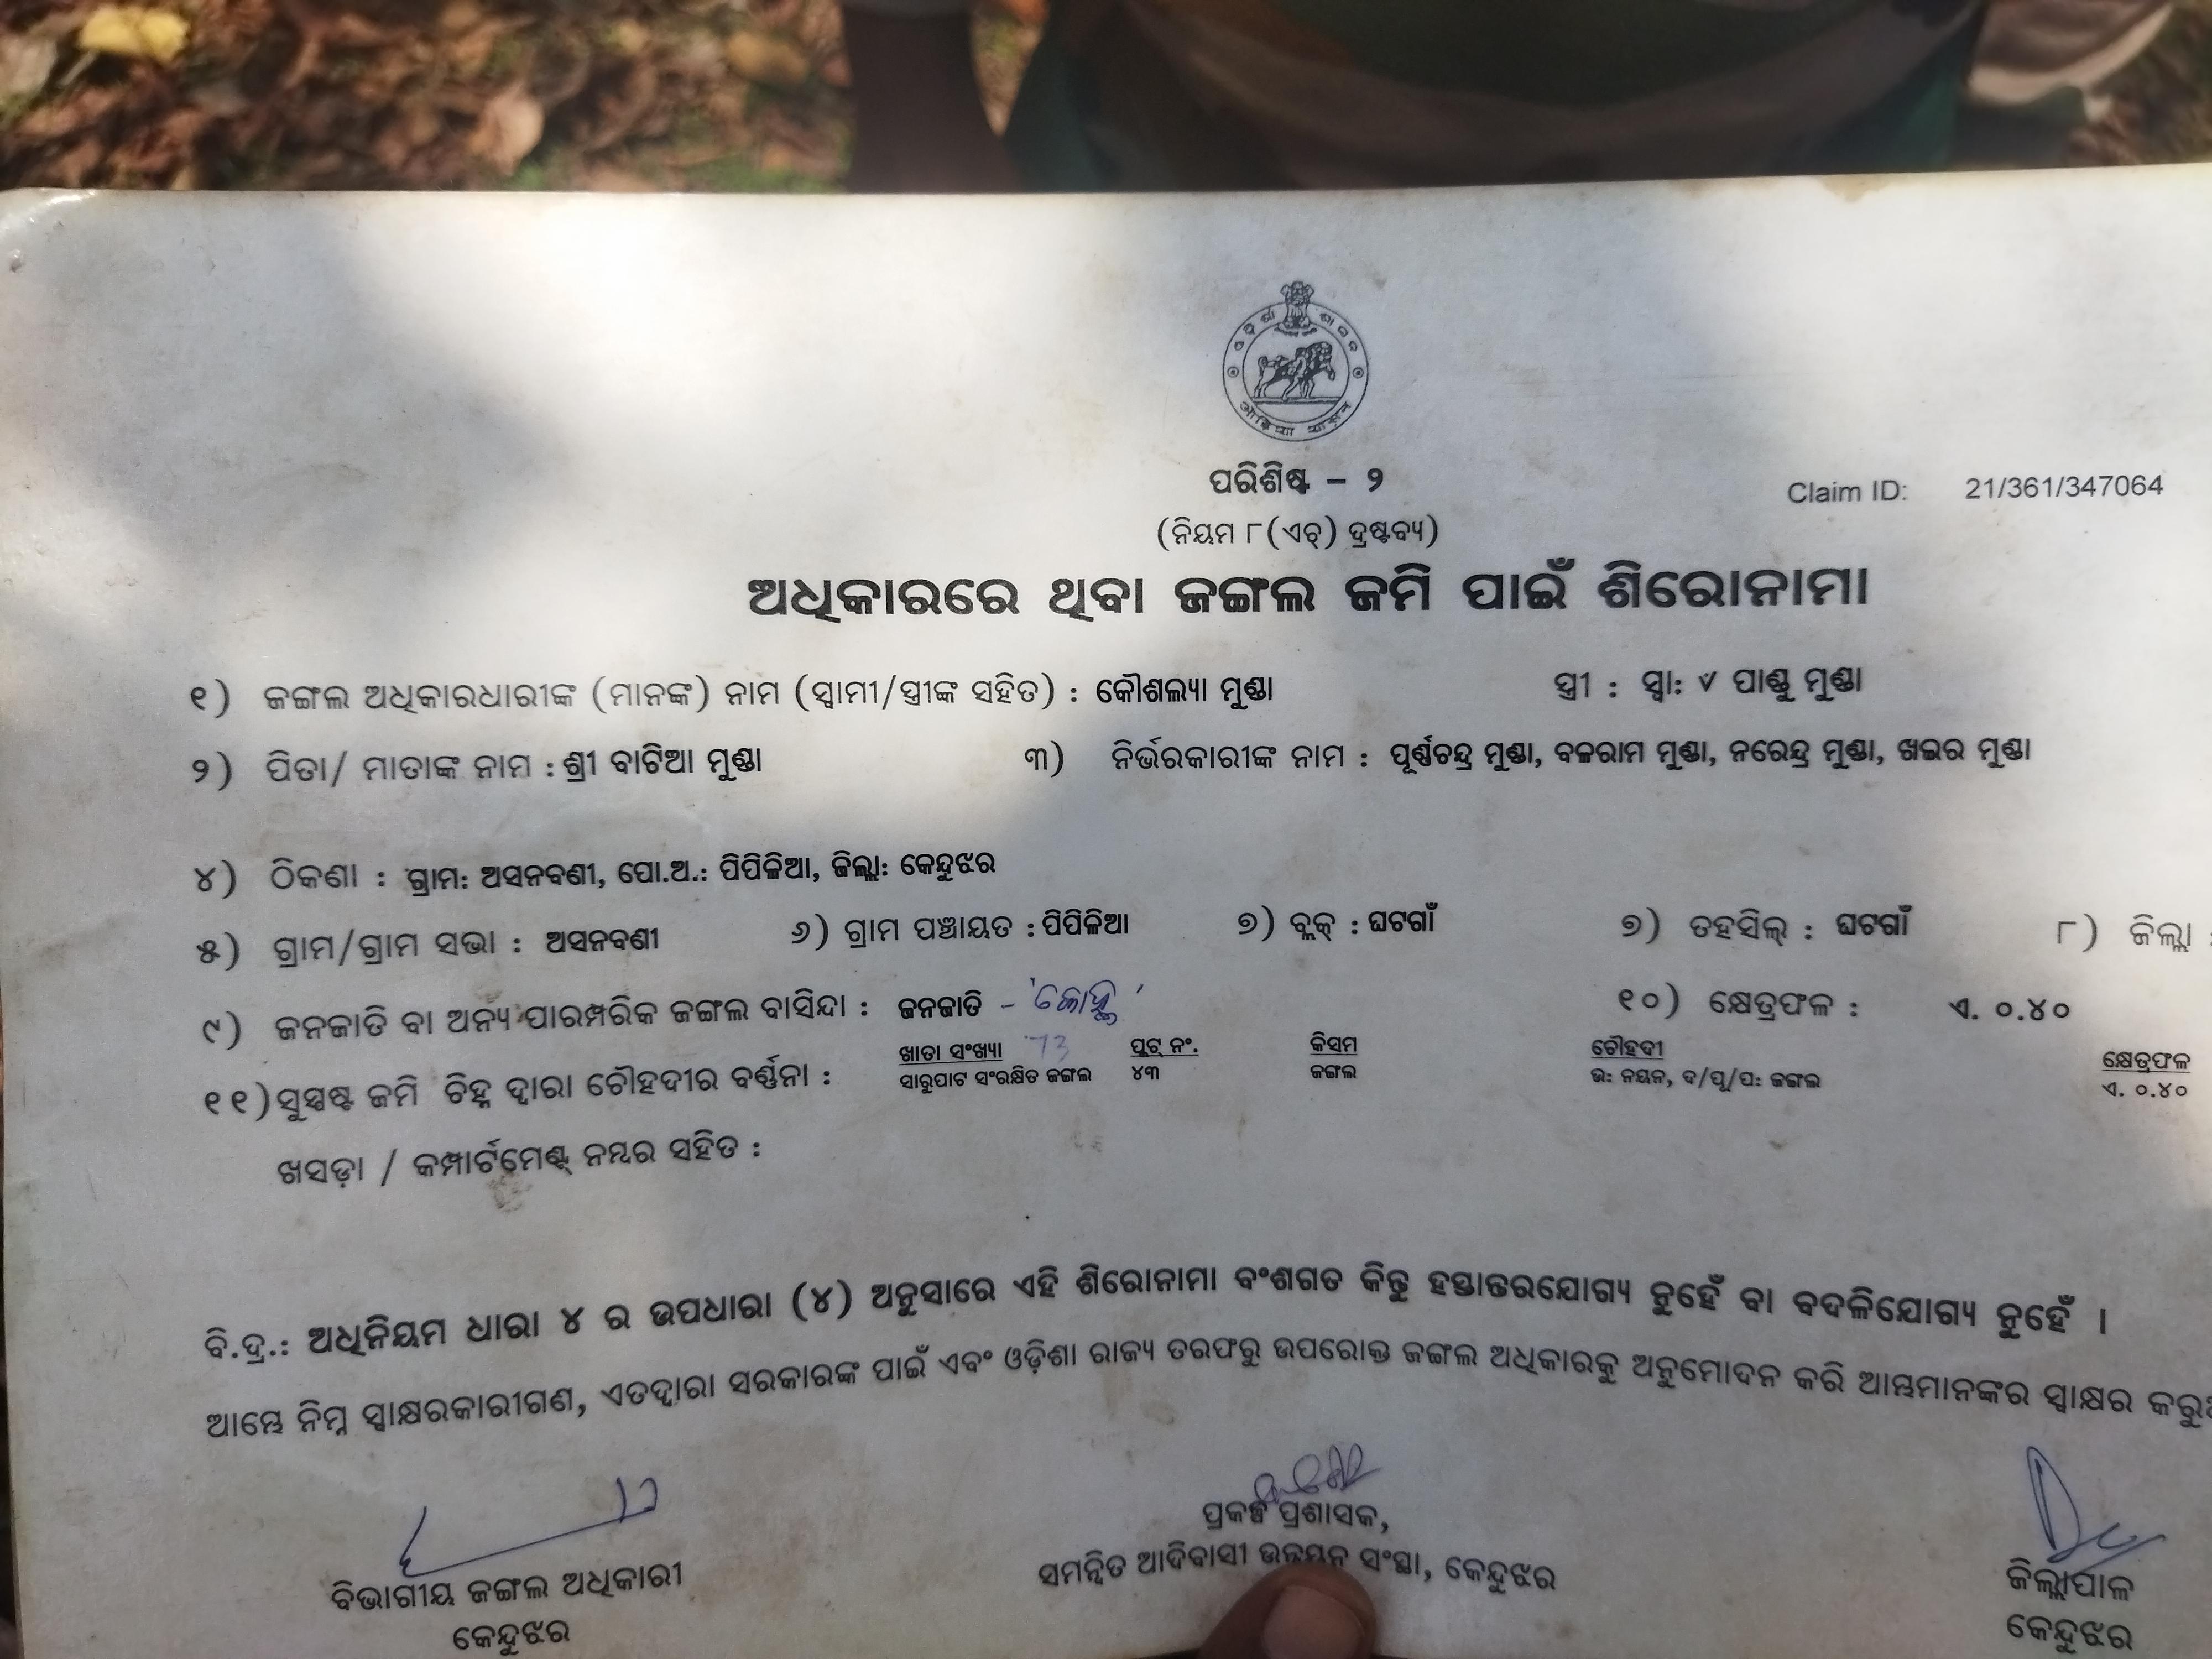 ପରିଶିଷ୍ଟ – ୨
Claim ID: 21/361/347064
(ନିୟମ ୮(ଏଚ୍) ଦ୍ରଷ୍ଟବ୍ୟ)
ଅଧିକାରରେ ଥିବା ଜଙ୍ଗଲ ଜମି ପାଇଁ ଶିରୋନାମା
୧) ଜଙ୍ଗଲ ଅଧିକାରଧାରୀଙ୍କ (ମାନଙ୍କ) ନାମ (ସ୍ୱାମୀ/ସ୍ତ୍ରୀଙ୍କ ସହିତ) : କୌଶଲ୍ୟା ମୁଣ୍ଡା ସ୍ତ୍ରୀ : ସ୍ୱା: ୰ ପାଣ୍ଡୁ ମୁଣ୍ଡା
୨) ପିତା/ ମାତାଙ୍କ ନାମ : ଶ୍ରୀ ବାଟିଆ ମୁଣ୍ଡା ୩) ନିର୍ଭରକାରୀଙ୍କ ନାମ : ପୂର୍ଣ୍ଣଚନ୍ଦ୍ର ମୁଣ୍ଡା, ବଳରାମ ମୁଣ୍ଡା, ନରେନ୍ଦ୍ର ମୁଣ୍ଡା, ଖଇର ମୁଣ୍ଡା
୪) ଠିକଣା : ଗ୍ରାମ: ଅସନବଣୀ, ପୋ.ଅ.: ପିପିଳିଆ, ଜିଲ୍ଲା: କେନ୍ଦୁଝର
୫) ଗ୍ରାମ/ଗ୍ରାମ ସଭା : ଅସନବଣୀ ୬) ଗ୍ରାମ ପଞ୍ଚାୟତ : ପିପିଳିଆ ୭) ବ୍ଲକ୍ : ଘଟଗାଁ ୭) ତହସିଲ୍ : ଘଟଗାଁ ୮) ଜିଲ୍ଲା :
୯) ଜନଜାତି ବା ଅନ୍ୟ ପାରମ୍ପରିକ ଜଙ୍ଗଲ ବାସିନ୍ଦା : ଜନଜାତି – 'କୋହ୍ଲ' ୧୦) କ୍ଷେତ୍ରଫଳ : ଏ. ୦.୪୦
ଖାତା ସଂଖ୍ୟା 73 ପ୍ଲଟ୍ ନଂ. କିସମ ଚୌହଦୀ କ୍ଷେତ୍ରଫଳ
୧୧) ସୁସ୍ପଷ୍ଟ ଜମି ଚିହ୍ନ ଦ୍ୱାରା ଚୌହଦୀର ବର୍ଣ୍ଣନା : ସାରୁପାଟ ସଂରକ୍ଷିତ ଜଙ୍ଗଲ ୪୩ ଜଙ୍ଗଲ ଉ: ନୟନ, ଦ/ପୂ/ପ: ଜଙ୍ଗଲ ଏ. ୦.୪୦
ଖସଡ଼ା / କମ୍ପାର୍ଟମେଣ୍ଟ୍ ନମ୍ବର ସହିତ :
ବି.ଦ୍ର.: ଅଧିନିୟମ ଧାରା ୪ ର ଉପଧାରା (୪) ଅନୁସାରେ ଏହି ଶିରୋନାମା ବଂଶଗତ କିନ୍ତୁ ହସ୍ତାନ୍ତରଯୋଗ୍ୟ ନୁହେଁ ବା ବଦଳିଯୋଗ୍ୟ ନୁହେଁ ।
ଆମ୍ଭେ ନିମ୍ନ ସ୍ୱାକ୍ଷରକାରୀଗଣ, ଏତଦ୍ଦ୍ୱାରା ସରକାରଙ୍କ ପାଇଁ ଏବଂ ଓଡ଼ିଶା ରାଜ୍ୟ ତରଫରୁ ଉପରୋକ୍ତ ଜଙ୍ଗଲ ଅଧିକାରକୁ ଅନୁମୋଦନ କରି ଆମ୍ଭମାନଙ୍କର ସ୍ୱାକ୍ଷର
ବିଭାଗୀୟ ଜଙ୍ଗଲ ଅଧିକାରୀ
କେନ୍ଦୁଝର
ପ୍ରକଳ୍ପ ପ୍ରଶାସକ,
ସମନ୍ୱିତ ଆଦିବାସୀ ଉନ୍ନୟନ ସଂସ୍ଥା, କେନ୍ଦୁଝର
ଜିଲ୍ଲାପାଳ
କେନ୍ଦୁଝର